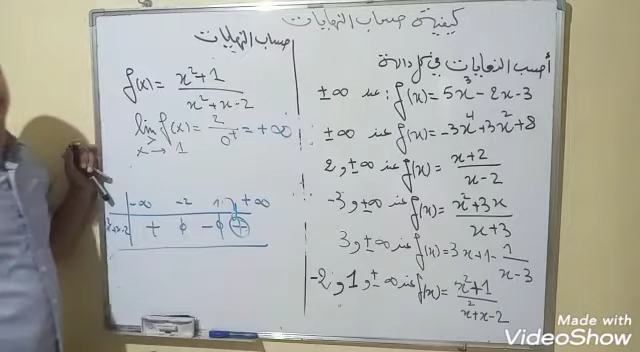 كيفية حساب النهايات
أحسب النهايات في كل دالة
f(x) = 5x³ - 2x - 3 : عند ±∞
f(x) = -3x⁴ + 3x² + 8 عند ±∞
f(x) = (x+2)/(x-2) عند ±∞ و 2
f(x) = (x²+3x)/(x+3) عند ±∞ و -3
f(x) = 3x+1 - 1/(x-3) عند ±∞ و 3
f(x) = (x²+1)/(x²+x-2) عند ±∞ و 1 و -2
حساب النهايات
f(x) = (x²+1)/(x²+x-2)
lim f(x) = 2/0⁺ = +∞
x →> 1
-∞ -2 1 +∞
x²+x-2 + 0 - 0 +
Made with
VideoShow